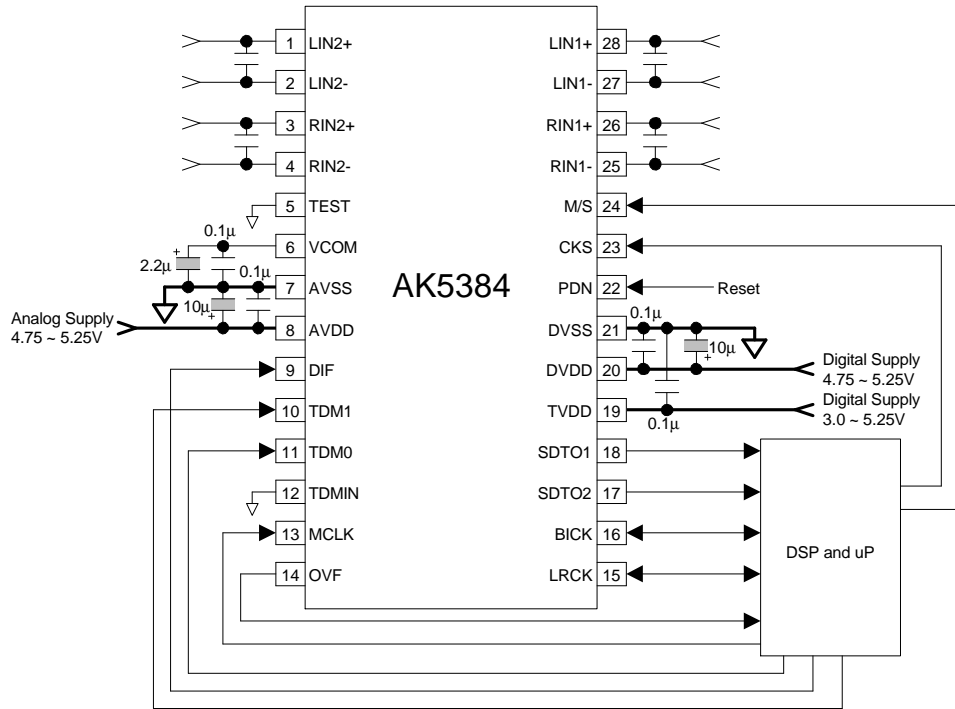 1 LIN2+
2 LIN2-
3 RIN2+
4 RIN2-
5 TEST
6 VCOM
7 AVSS
8 AVDD
9 DIF
10 TDM1
11 TDM0
12 TDMIN
13 MCLK
14 OVF
0.1µ
+
2.2µ
0.1µ
10µ
+
Analog Supply
4.75 ~ 5.25V
AK5384
LIN1+ 28
LIN1- 27
RIN1+ 26
RIN1- 25
M/S 24
CKS 23
PDN 22
Reset
DVSS 21
DVDD 20
TVDD 19
SDTO1 18
SDTO2 17
BICK 16
LRCK 15
0.1µ
10µ
+
0.1µ
Digital Supply
4.75 ~ 5.25V
Digital Supply
3.0 ~ 5.25V
DSP and uP